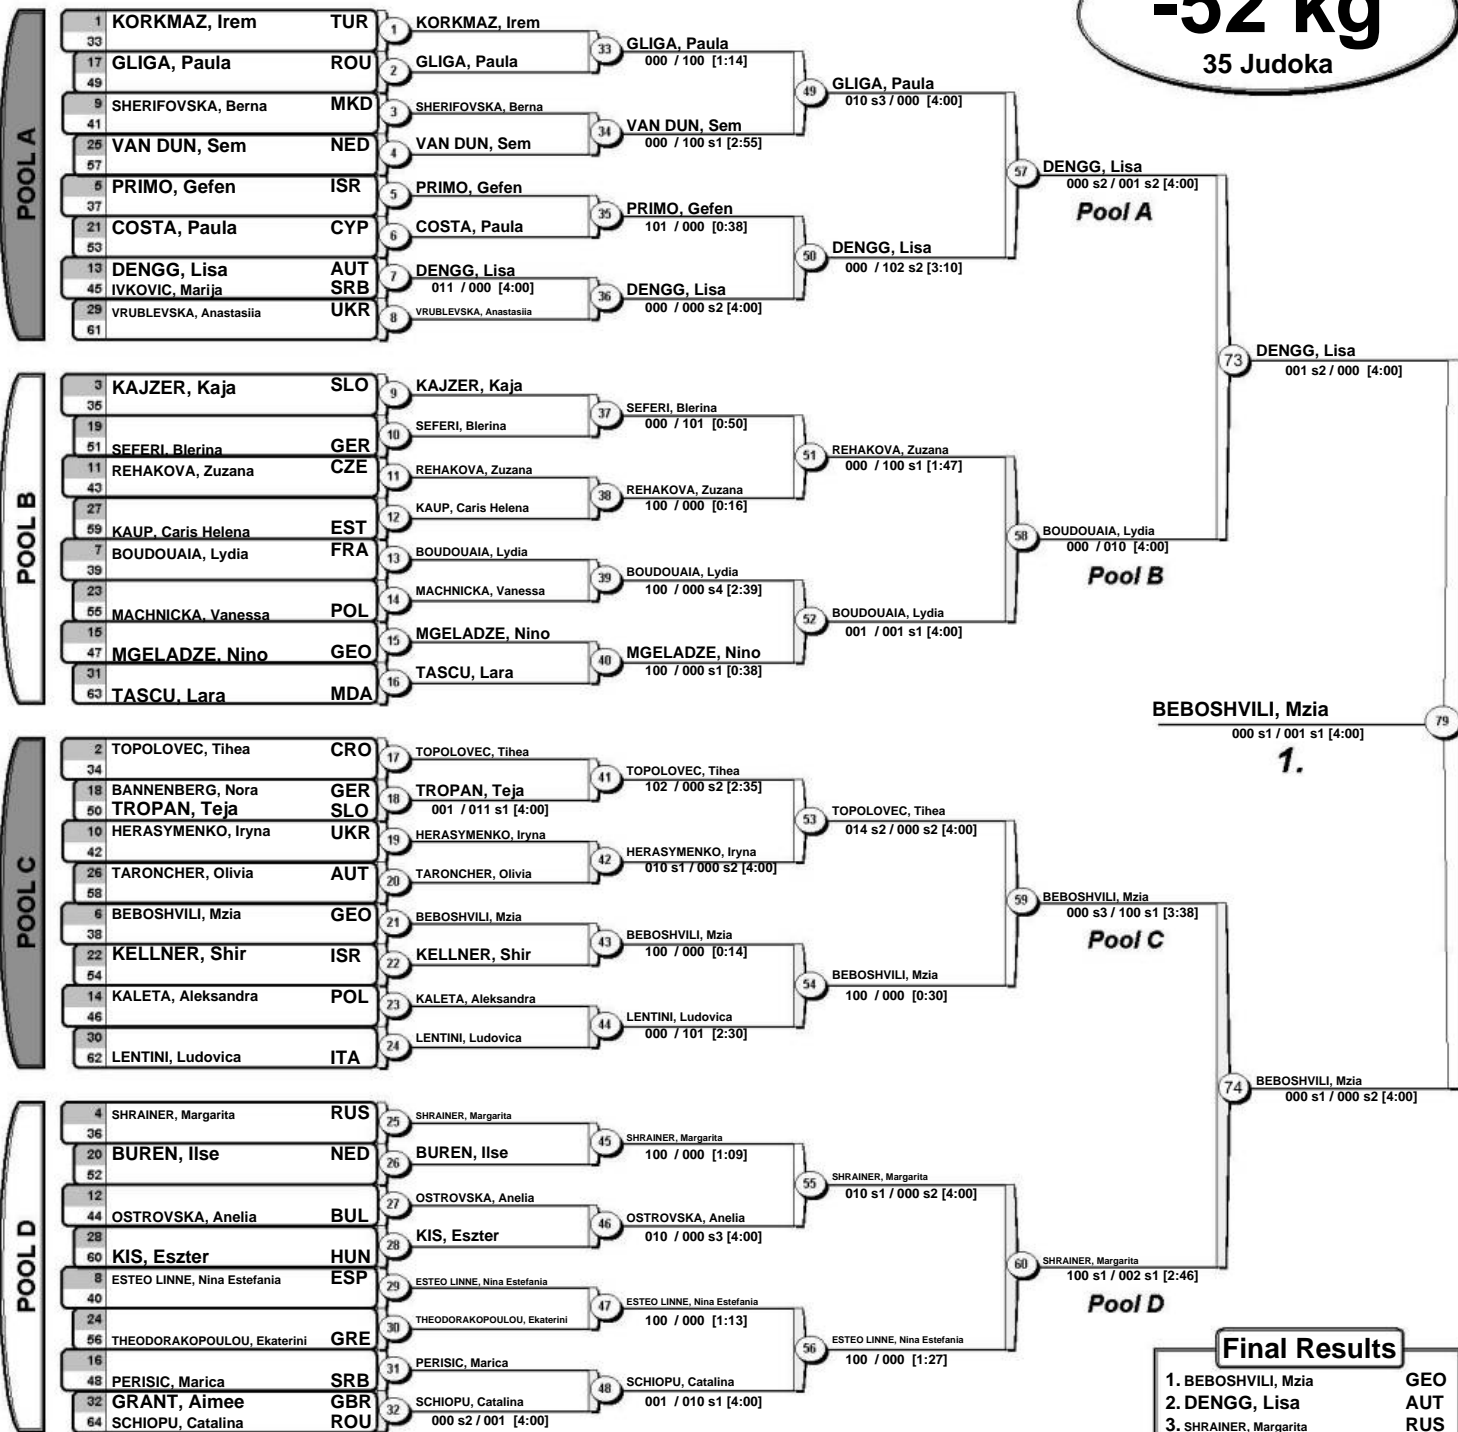 -52 kg
35 Judoka
POOL A
1 KORKMAZ, Irem TUR
33
17 GLIGA, Paula ROU
49
9 SHERIFOVSKA, Berna MKD
41
25 VAN DUN, Sem NED
57
5 PRIMO, Gefen ISR
37
21 COSTA, Paula CYP
53
13 DENGG, Lisa AUT
45 IVKOVIC, Marija SRB
29 VRUBLEVSKA, Anastasiia UKR
61
1 KORKMAZ, Irem
2 GLIGA, Paula
3 SHERIFOVSKA, Berna
4 VAN DUN, Sem
5 PRIMO, Gefen
6 COSTA, Paula
7 DENGG, Lisa
011 / 000 [4:00]
8 VRUBLEVSKA, Anastasiia
33 GLIGA, Paula
000 / 100 [1:14]
34 VAN DUN, Sem
000 / 100 s1 [2:55]
35 PRIMO, Gefen
101 / 000 [0:38]
36 DENGG, Lisa
000 / 000 s2 [4:00]
49 GLIGA, Paula
010 s3 / 000 [4:00]
50 DENGG, Lisa
000 / 102 s2 [3:10]
57 DENGG, Lisa
000 s2 / 001 s2 [4:00]
Pool A
POOL B
3 KAJZER, Kaja SLO
35
19
51 SEFERI, Blerina GER
11 REHAKOVA, Zuzana CZE
43
27
59 KAUP, Caris Helena EST
7 BOUDOUAIA, Lydia FRA
39
23
55 MACHNICKA, Vanessa POL
15
47 MGELADZE, Nino GEO
31
63 TASCU, Lara MDA
9 KAJZER, Kaja
10 SEFERI, Blerina
11 REHAKOVA, Zuzana
12 KAUP, Caris Helena
13 BOUDOUAIA, Lydia
14 MACHNICKA, Vanessa
15 MGELADZE, Nino
16 TASCU, Lara
37 SEFERI, Blerina
000 / 101 [0:50]
38 REHAKOVA, Zuzana
100 / 000 [0:16]
39 BOUDOUAIA, Lydia
100 / 000 s4 [2:39]
40 MGELADZE, Nino
100 / 000 s1 [0:38]
51 REHAKOVA, Zuzana
000 / 100 s1 [1:47]
52 BOUDOUAIA, Lydia
001 / 001 s1 [4:00]
58 BOUDOUAIA, Lydia
000 / 010 [4:00]
Pool B
73 DENGG, Lisa
001 s2 / 000 [4:00]
BEBOSHVILI, Mzia 79
000 s1 / 001 s1 [4:00]
1.
POOL C
2 TOPOLOVEC, Tihea CRO
34
18 BANNENBERG, Nora GER
50 TROPAN, Teja SLO
10 HERASYMENKO, Iryna UKR
42
26 TARONCHER, Olivia AUT
58
6 BEBOSHVILI, Mzia GEO
38
22 KELLNER, Shir ISR
54
14 KALETA, Aleksandra POL
46
30
62 LENTINI, Ludovica ITA
17 TOPOLOVEC, Tihea
18 TROPAN, Teja
001 / 011 s1 [4:00]
19 HERASYMENKO, Iryna
20 TARONCHER, Olivia
21 BEBOSHVILI, Mzia
22 KELLNER, Shir
23 KALETA, Aleksandra
24 LENTINI, Ludovica
41 TOPOLOVEC, Tihea
102 / 000 s2 [2:35]
42 HERASYMENKO, Iryna
010 s1 / 000 s2 [4:00]
43 BEBOSHVILI, Mzia
100 / 000 [0:14]
44 LENTINI, Ludovica
000 / 101 [2:30]
53 TOPOLOVEC, Tihea
014 s2 / 000 s2 [4:00]
54 BEBOSHVILI, Mzia
100 / 000 [0:30]
59 BEBOSHVILI, Mzia
000 s3 / 100 s1 [3:38]
Pool C
74 BEBOSHVILI, Mzia
000 s1 / 000 s2 [4:00]
POOL D
4 SHRAINER, Margarita RUS
36
20 BUREN, Ilse NED
52
12
44 OSTROVSKA, Anelia BUL
28
60 KIS, Eszter HUN
8 ESTEO LINNE, Nina Estefania ESP
40
24
56 THEODORAKOPOULOU, Ekaterini GRE
16
48 PERISIC, Marica SRB
32 GRANT, Aimee GBR
64 SCHIOPU, Catalina ROU
25 SHRAINER, Margarita
26 BUREN, Ilse
27 OSTROVSKA, Anelia
28 KIS, Eszter
29 ESTEO LINNE, Nina Estefania
30 THEODORAKOPOULOU, Ekaterini
31 PERISIC, Marica
32 SCHIOPU, Catalina
000 s2 / 001 [4:00]
45 SHRAINER, Margarita
100 / 000 [1:09]
46 OSTROVSKA, Anelia
010 / 000 s3 [4:00]
47 ESTEO LINNE, Nina Estefania
100 / 000 [1:13]
48 SCHIOPU, Catalina
001 / 010 s1 [4:00]
55 SHRAINER, Margarita
010 s1 / 000 s2 [4:00]
56 ESTEO LINNE, Nina Estefania
100 / 000 [1:27]
60 SHRAINER, Margarita
100 s1 / 002 s1 [2:46]
Pool D
Final Results
1. BEBOSHVILI, Mzia GEO
2. DENGG, Lisa AUT
3. SHRAINER, Margarita RUS